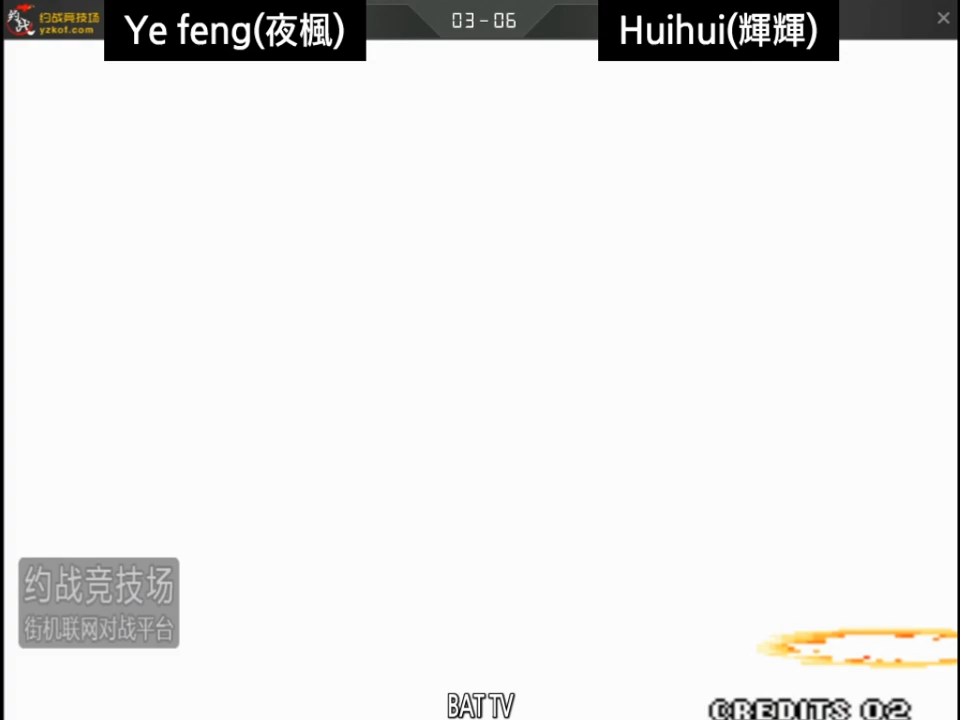 约战竞技场
yzkof.com
Ye feng(夜楓)
03-06
Huihui(輝輝)
约战竞技场
街机联网对战平台
BAT TV
CREDITS 02